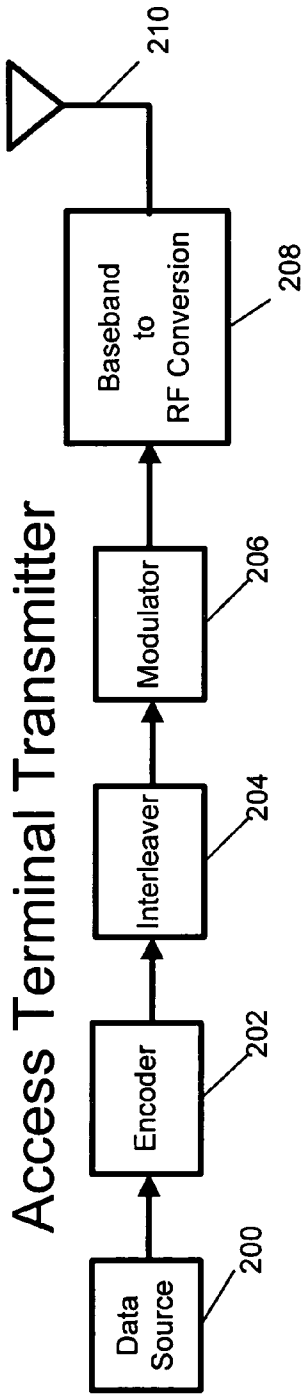 Access Terminal Transmitter
Data
Source
200
Encoder
202
Interleaver
204
Modulator
206
Baseband
to
RF Conversion
208
210